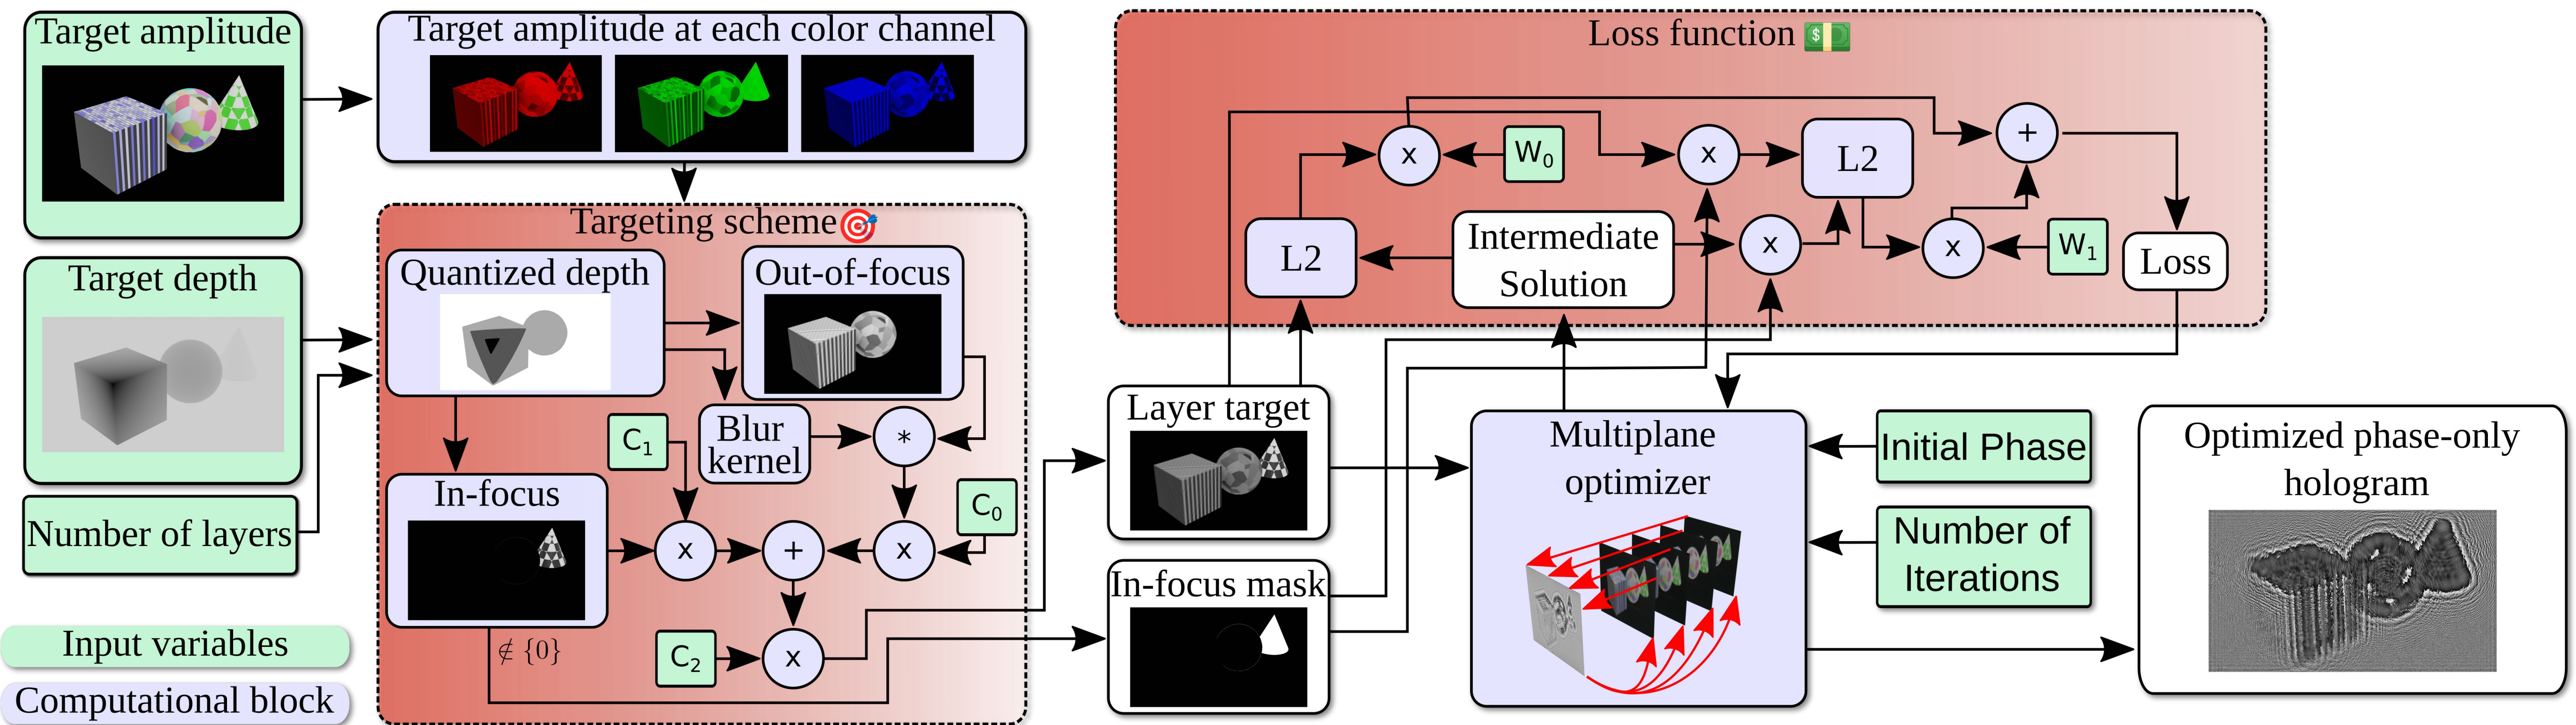 Target amplitude
Target depth
Number of layers
Input variables
Computational block
Target amplitude at each color channel
Targeting scheme
Quantized depth
Out-of-focus
C1
Blur
kernel
*
In-focus
C0
x
+
x
∉ {0}
C2
x
Layer target
In-focus mask
Loss function
x
W0
x
L2
+
L2
Intermediate
Solution
x
x
W1
Loss
Multiplane
optimizer
Initial Phase
Number of
Iterations
Optimized phase-only
hologram